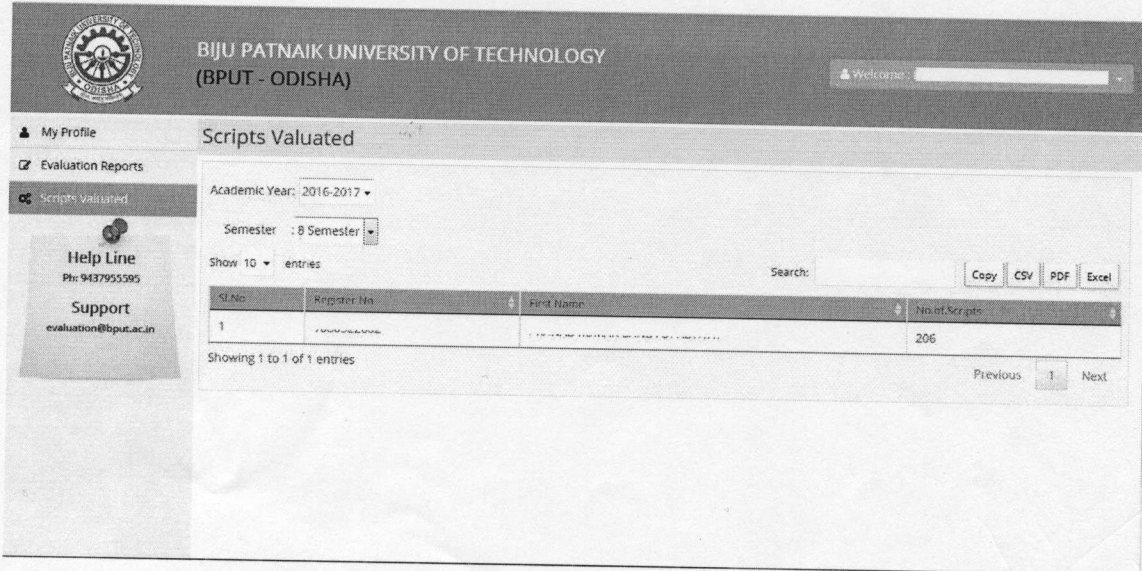 BIJU PATNAIK UNIVERSITY OF TECHNOLOGY
(BPUT - ODISHA)
Welcome :
My Profile
Evaluation Reports
Scripts Valuated
Help Line
Ph: 9437955595
Support
evaluation@bput.ac.in
Scripts Valuated
Academic Year: 2016-2017
Semester : 8 Semester
Show 10 entries
Search:
Copy CSV PDF Excel
Sl.No Register No First Name No.of.Scripts
1 206
Showing 1 to 1 of 1 entries
Previous 1 Next